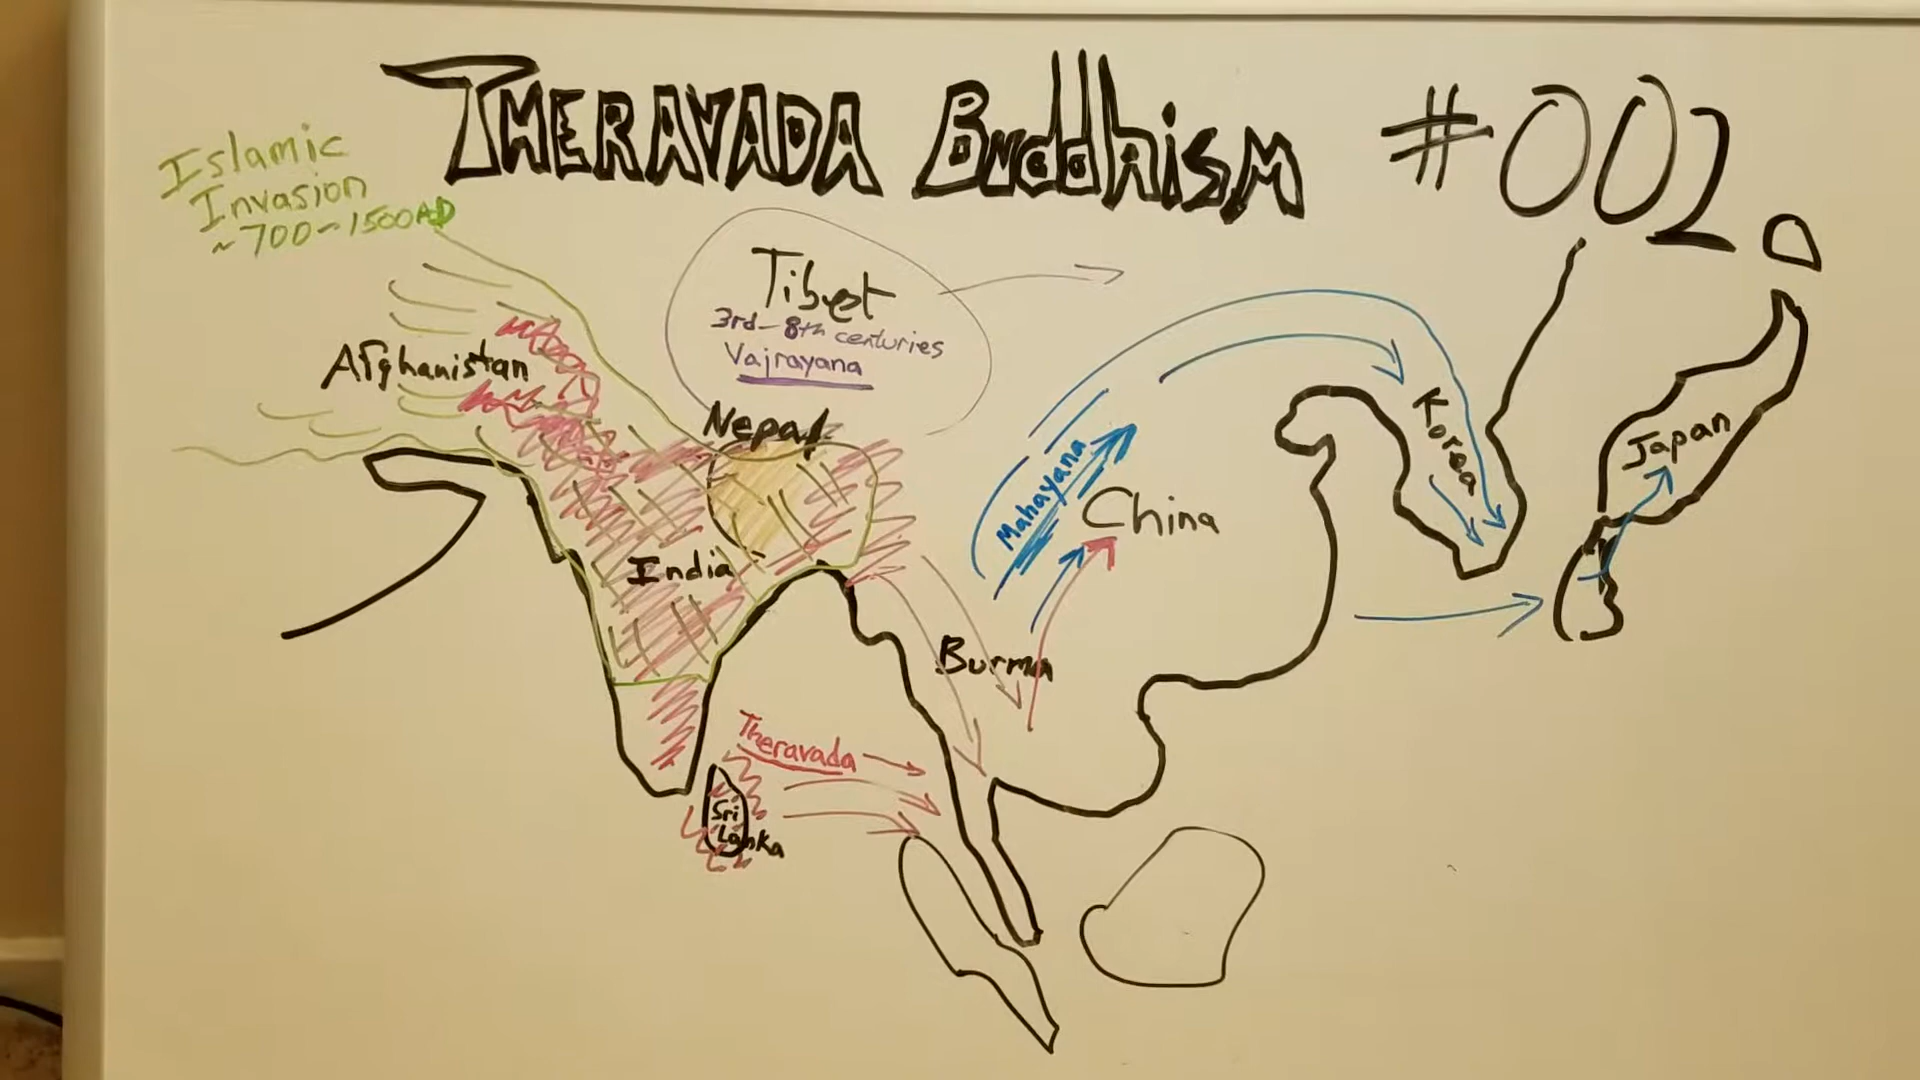 THERAVADA BuddhisM #002
Islamic
Invasion
~700-1500AD
Tibet
3rd-8th centuries
Vajrayana
Afghanistan
Nepal
Korea
Japan
Mahayana
China
India
Burma
Theravada
Sri
Lanka